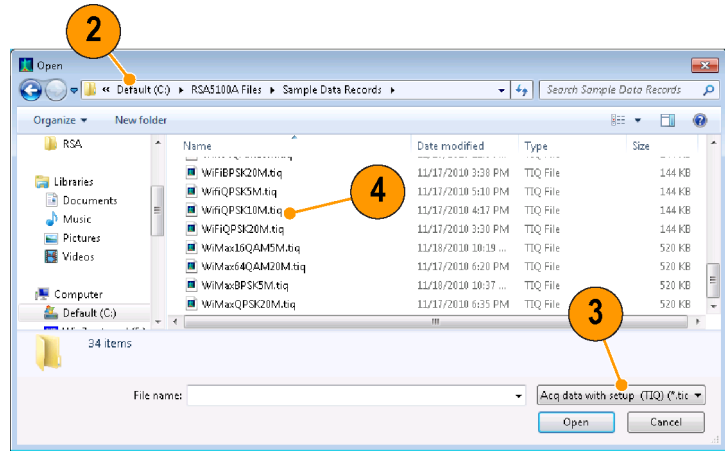 2
Open
« Default (C:) ▸ RSA5100A Files ▸ Sample Data Records ▸ Search Sample Data Records
Organize ▾ New folder
RSA
Libraries
Documents
Music
Pictures
Videos
Computer
Default (C:)
Name Date modified Type Size
WiFiBPSK20M.tiq 11/17/2010 3:38 PM TIQ File 144 KB
WifiQPSK5M.tiq 11/17/2010 5:10 PM TIQ File 144 KB
WifiQPSK10M.tiq 11/17/2010 4:17 PM TIQ File 144 KB
4
WiFiQPSK20M.tiq 11/17/2010 3:30 PM TIQ File 144 KB
WiMax16QAM5M.tiq 11/18/2010 10:19 ... TIQ File 520 KB
WiMax64QAM20M.tiq 11/17/2010 6:20 PM TIQ File 520 KB
WiMaxBPSK5M.tiq 11/18/2010 10:37 ... TIQ File 520 KB
WiMaxQPSK20M.tiq 11/17/2010 6:35 PM TIQ File 520 KB
3
34 items
File name:
Acq data with setup (TIQ) (*.tic
Open Cancel